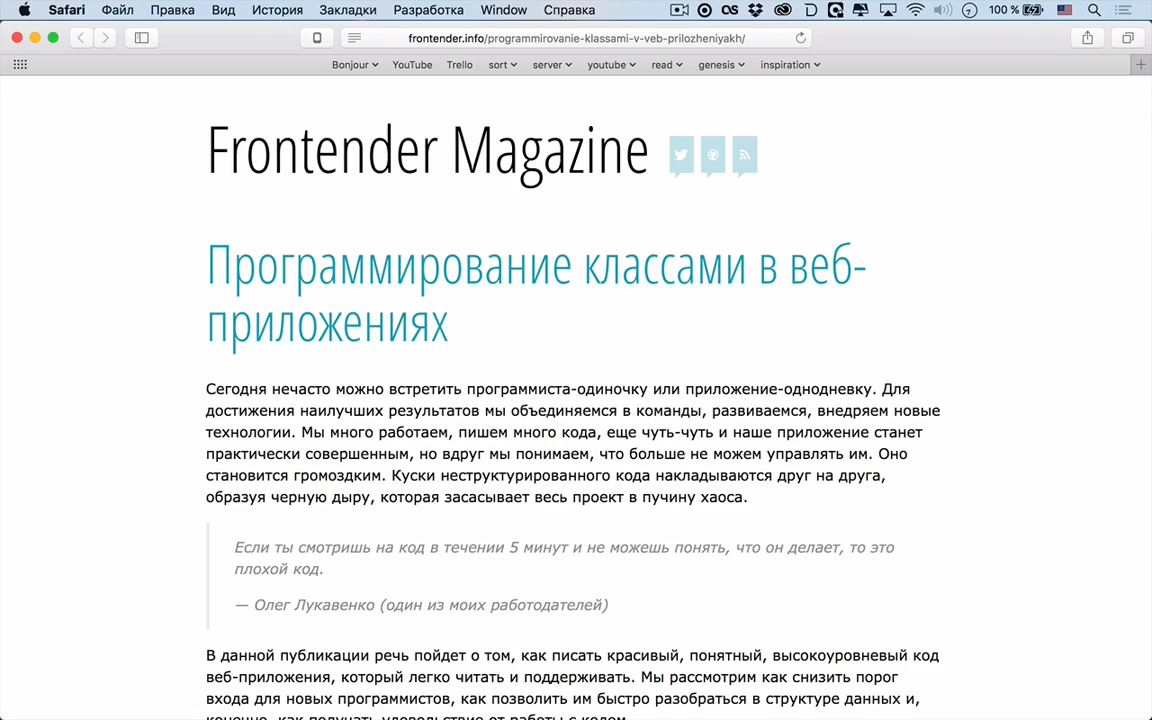 Safari Файл Правка Вид История Закладки Разработка Window Справка 100 %
frontender.info/programmirovanie-klassami-v-veb-prilozheniyakh/
Bonjour YouTube Trello sort server youtube read genesis inspiration
Frontender Magazine
Программирование классами в веб-
приложениях
Сегодня нечасто можно встретить программиста-одиночку или приложение-однодневку. Для
достижения наилучших результатов мы объединяемся в команды, развиваемся, внедряем новые
технологии. Мы много работаем, пишем много кода, еще чуть-чуть и наше приложение станет
практически совершенным, но вдруг мы понимаем, что больше не можем управлять им. Оно
становится громоздким. Куски неструктурированного кода накладываются друг на друга,
образуя черную дыру, которая засасывает весь проект в пучину хаоса.
Если ты смотришь на код в течении 5 минут и не можешь понять, что он делает, то это
плохой код.
— Олег Лукавенко (один из моих работодателей)
В данной публикации речь пойдет о том, как писать красивый, понятный, высокоуровневый код
веб-приложения, который легко читать и поддерживать. Мы рассмотрим как снизить порог
входа для новых программистов, как позволить им быстро разобраться в структуре данных и,
конечно, как получать удовольствие от работы с кодом.